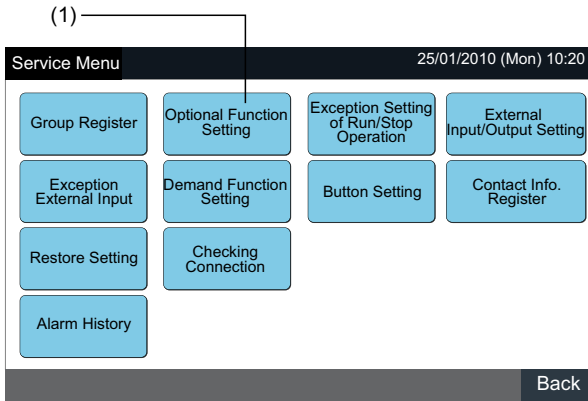 (1)
Service Menu
25/01/2010 (Mon) 10:20
Group Register
Optional Function
Setting
Exception Setting
of Run/Stop
Operation
External
Input/Output Setting
Exception
External Input
Demand Function
Setting
Button Setting
Contact Info.
Register
Restore Setting
Checking
Connection
Alarm History
Back